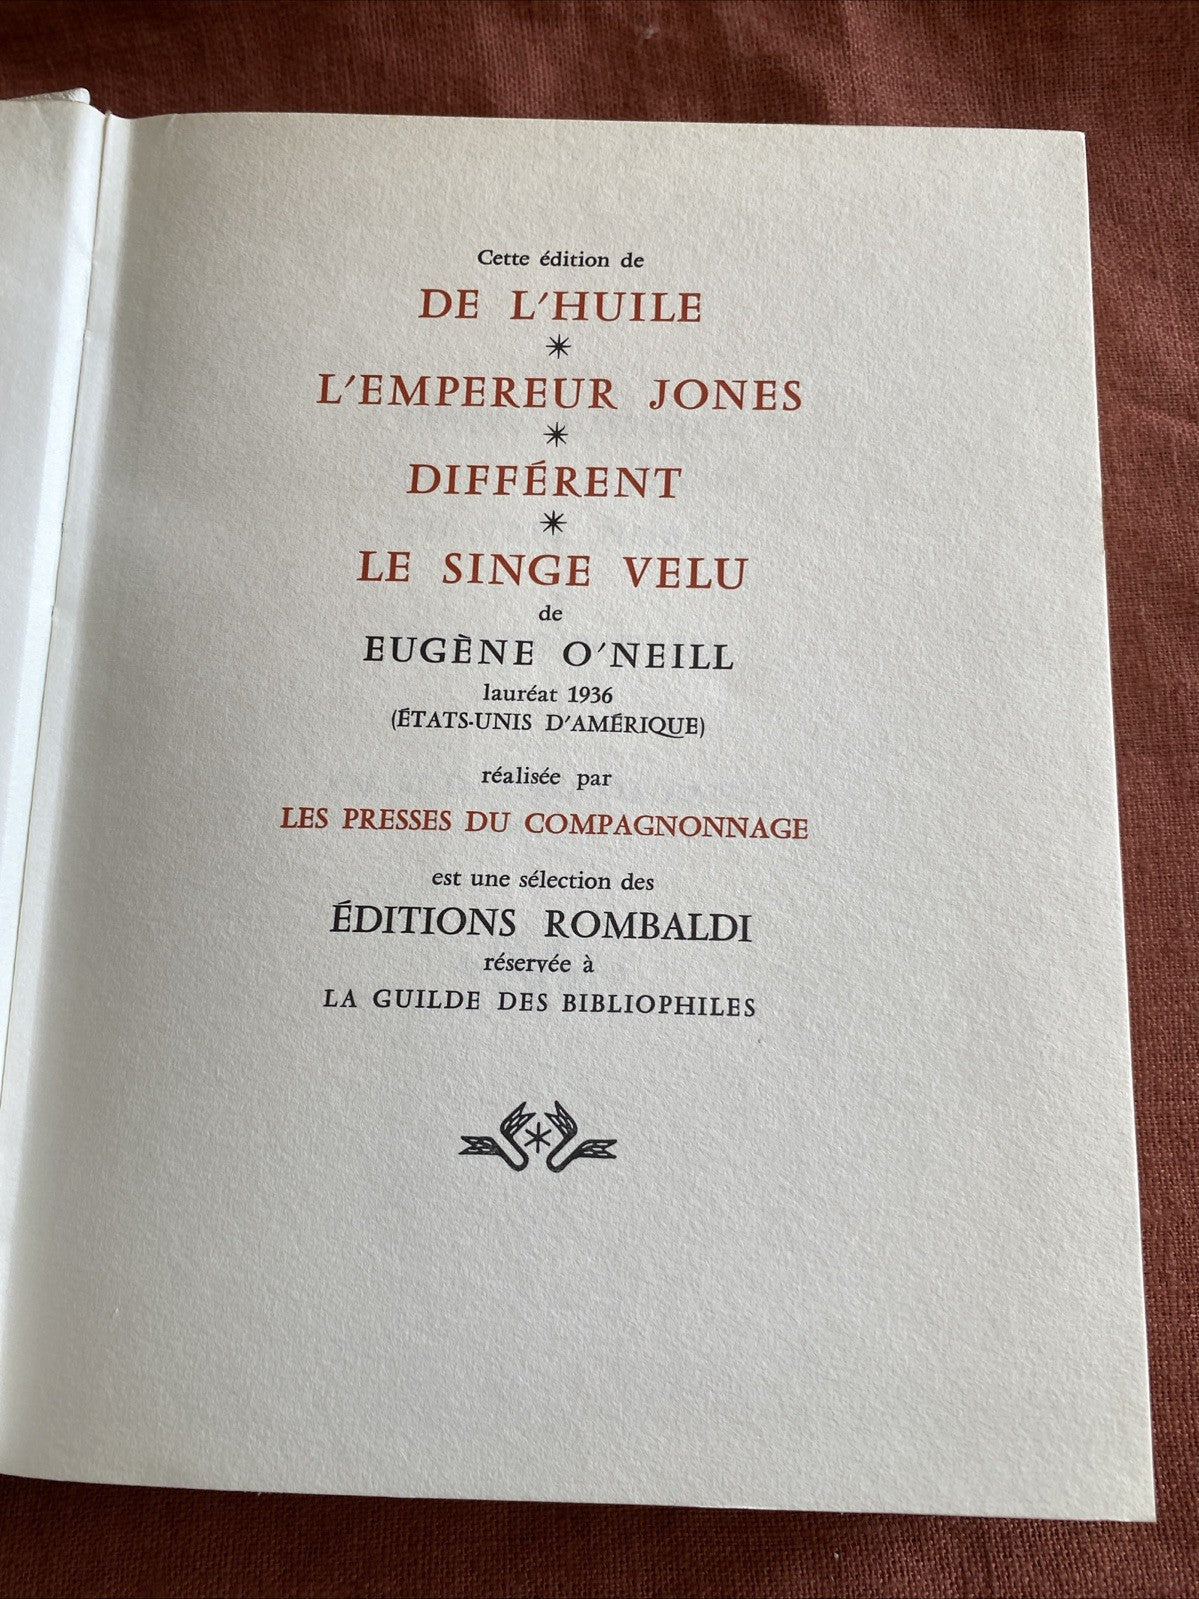 Cette édition de
DE L'HUILE
L'EMPEREUR JONES
DIFFÉRENT
LE SINGE VELU
de
EUGÈNE O'NEILL
lauréat 1936
(ÉTATS-UNIS D'AMÉRIQUE)
réalisée par
LES PRESSES DU COMPAGNONNAGE
est une sélection des
ÉDITIONS ROMBALDI
réservée à
LA GUILDE DES BIBLIOPHILES